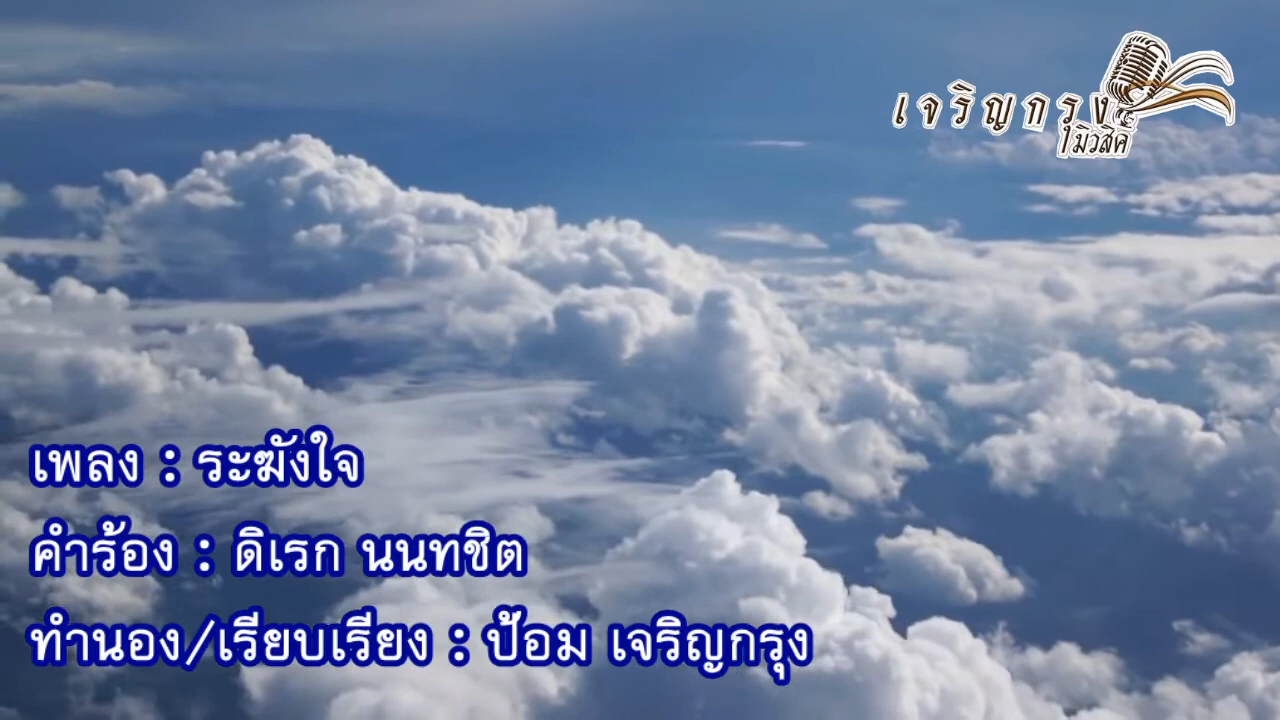 เจริญกรุง
มิวสิค
เพลง : ระฆังใจ
คำร้อง : ดิเรก นนทชิต
ทำนอง/เรียบเรียง : ป้อม เจริญกรุง